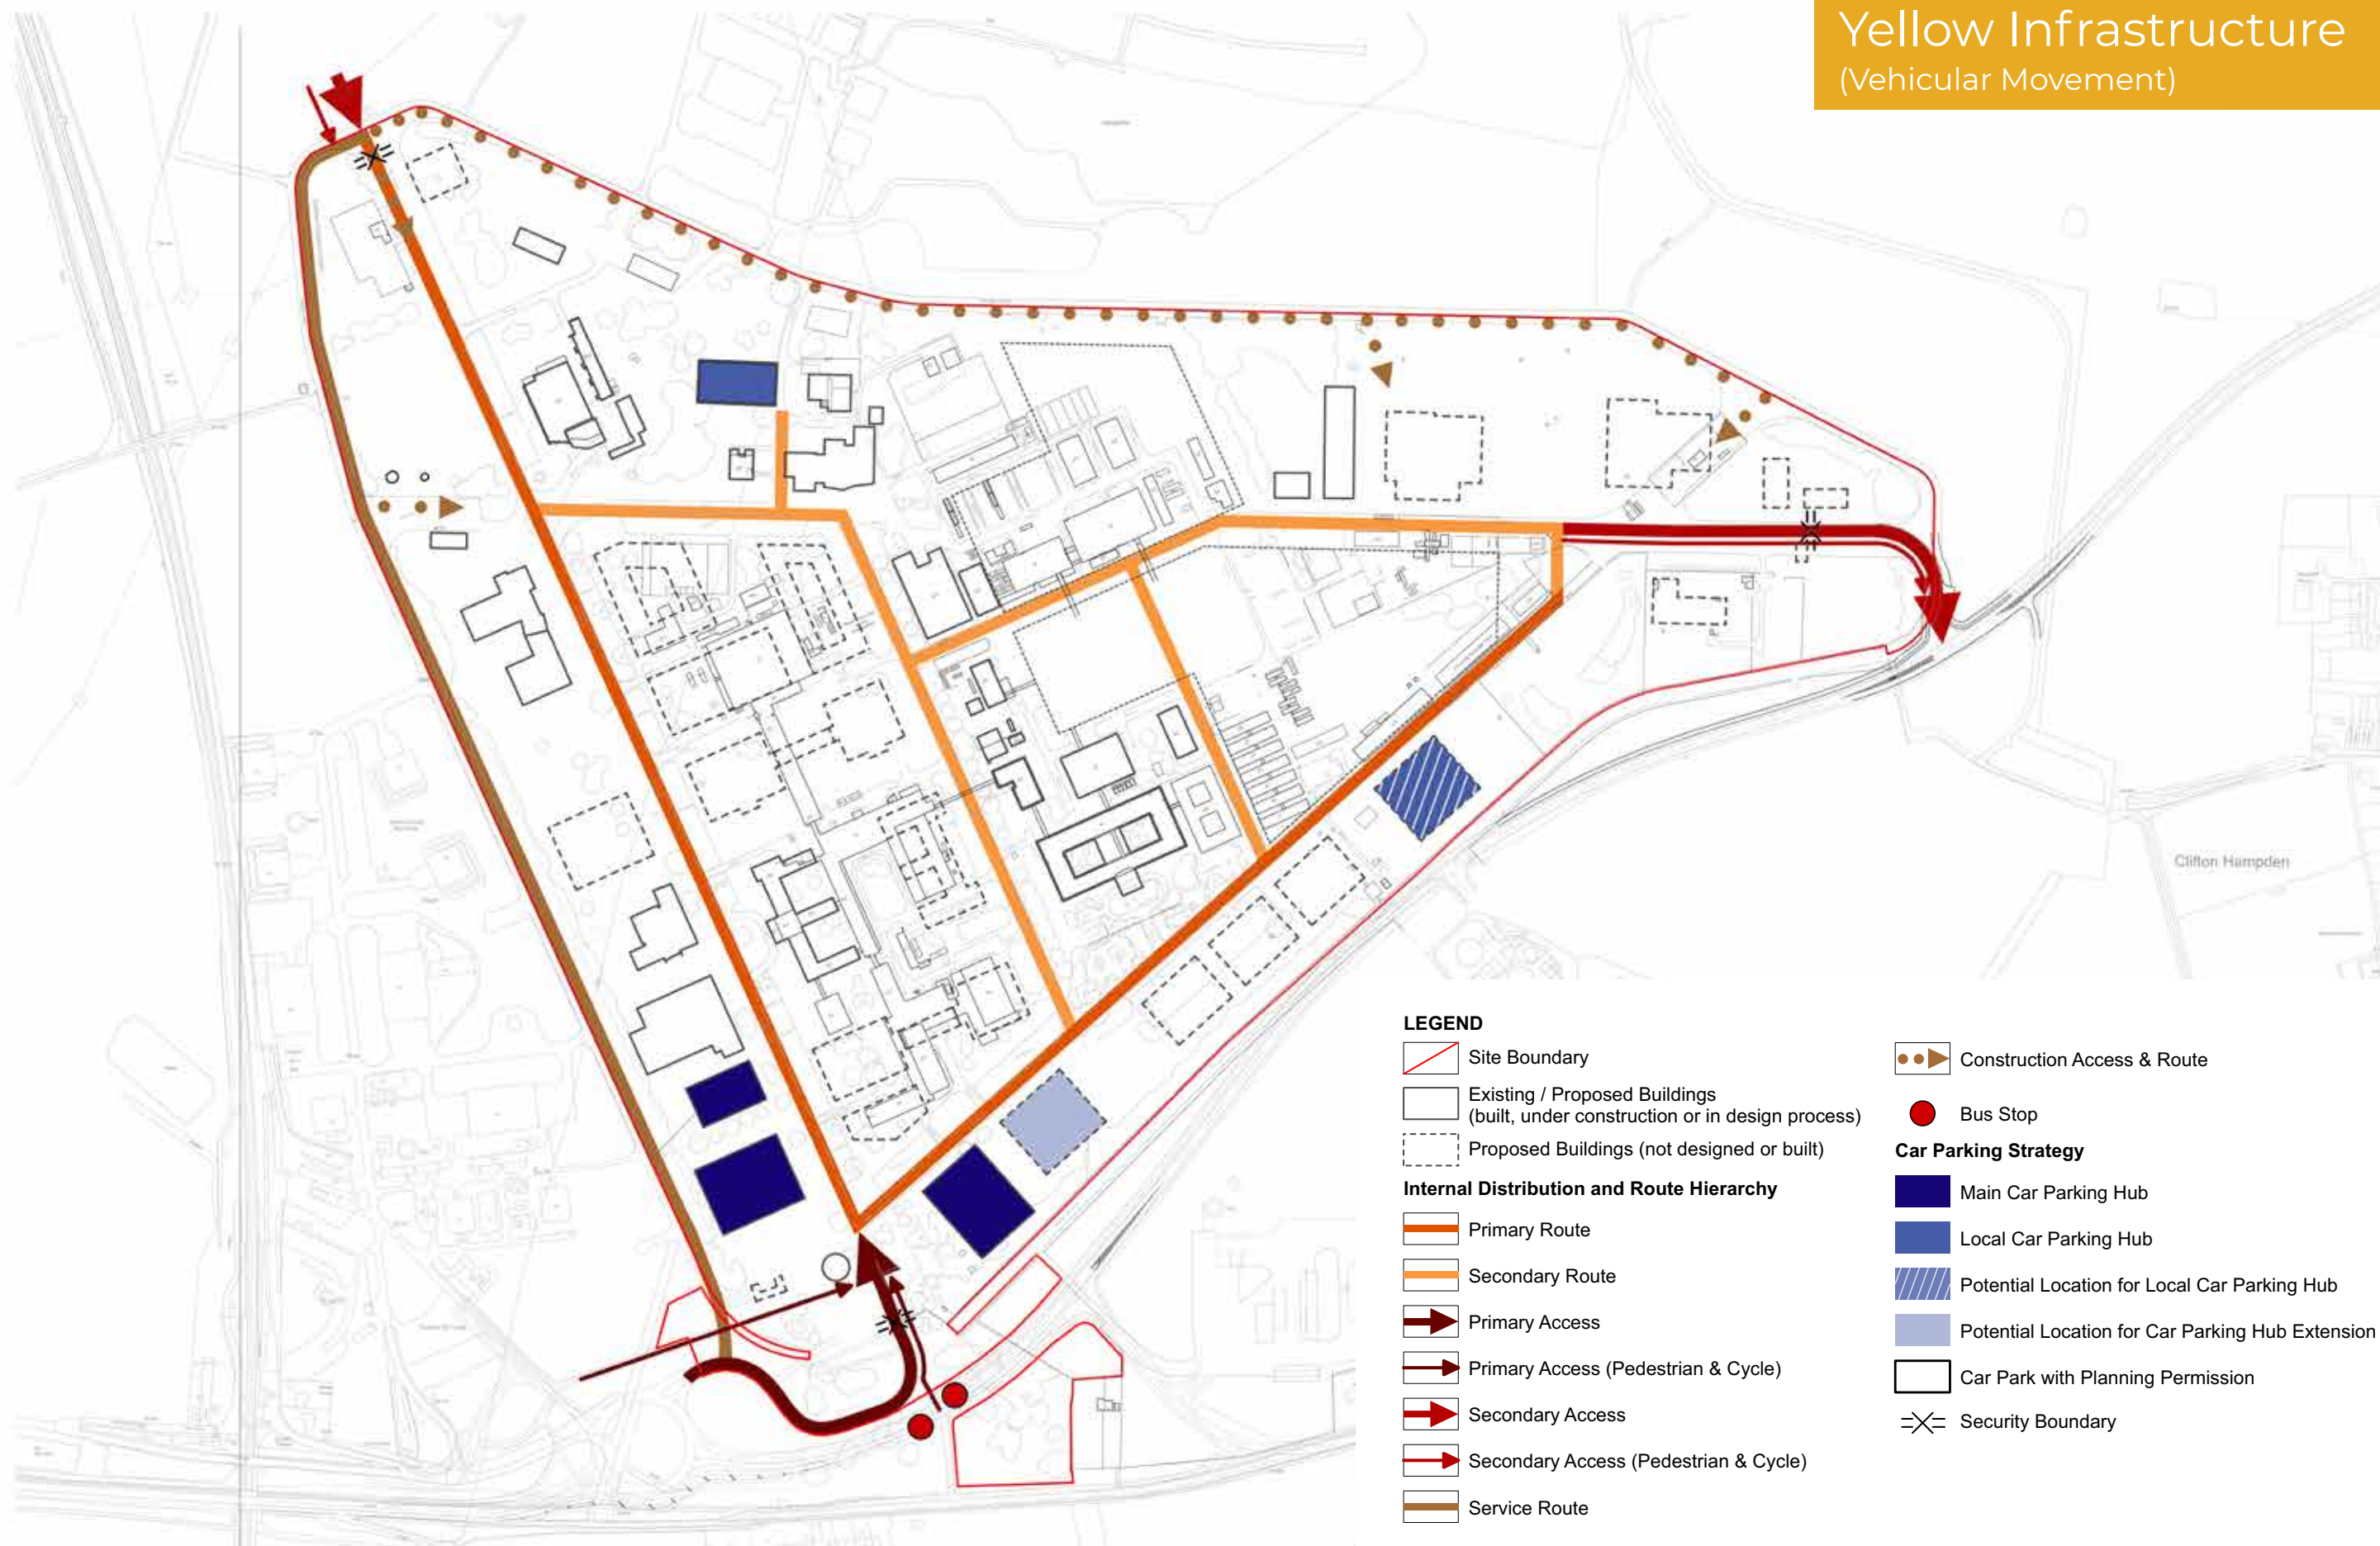 Yellow Infrastructure
(Vehicular Movement)
Clifton Hampden
LEGEND
Site Boundary
Existing / Proposed Buildings
(built, under construction or in design process)
Proposed Buildings (not designed or built)
Internal Distribution and Route Hierarchy
Primary Route
Secondary Route
Primary Access
Primary Access (Pedestrian & Cycle)
Secondary Access
Secondary Access (Pedestrian & Cycle)
Service Route
Construction Access & Route
Bus Stop
Car Parking Strategy
Main Car Parking Hub
Local Car Parking Hub
Potential Location for Local Car Parking Hub
Potential Location for Car Parking Hub Extension
Car Park with Planning Permission
Security Boundary